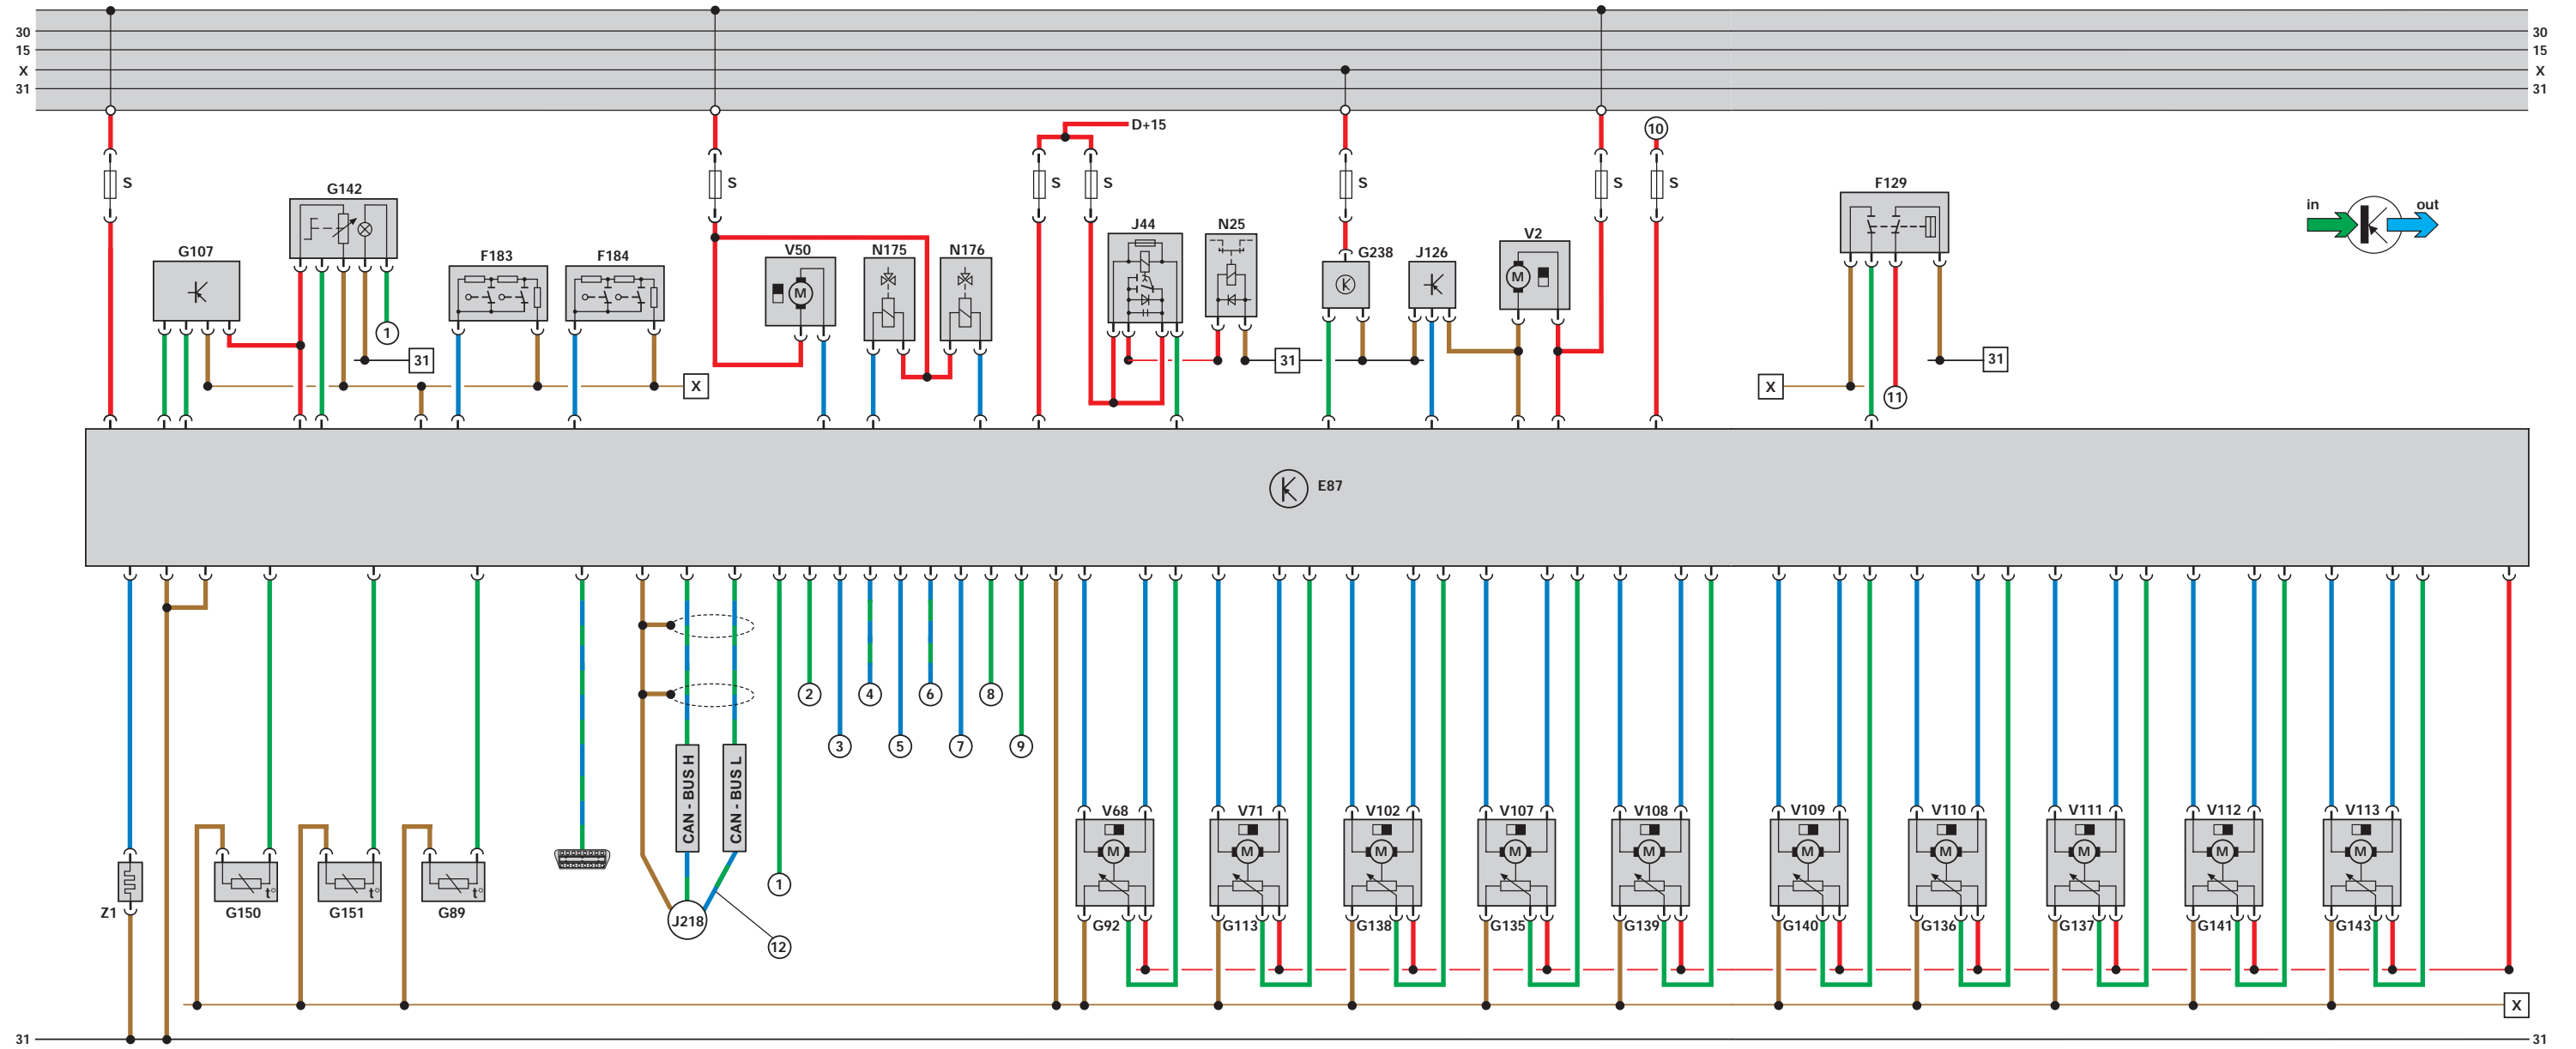 30 30
15 15
X X
31 31
D+15
10
S S S S S S S
G142 F129
in out
J44 N25
V2
G107 F183 F184 V50 N175 N176 G238 J126
M
M
1 31 31 31
X X 11
E87
2 4 6 8
3 5 7 9
CAN - BUS H CAN - BUS L
V68 V71 V102 V107 V108 V109 V110 V111 V112 V113
M M M M M M M M M M
t° t° t°
1
Z1 G150 G151 G89 J218 G92 G113 G138 G135 G139 G140 G136 G137 G141 G143
12
X
31 31